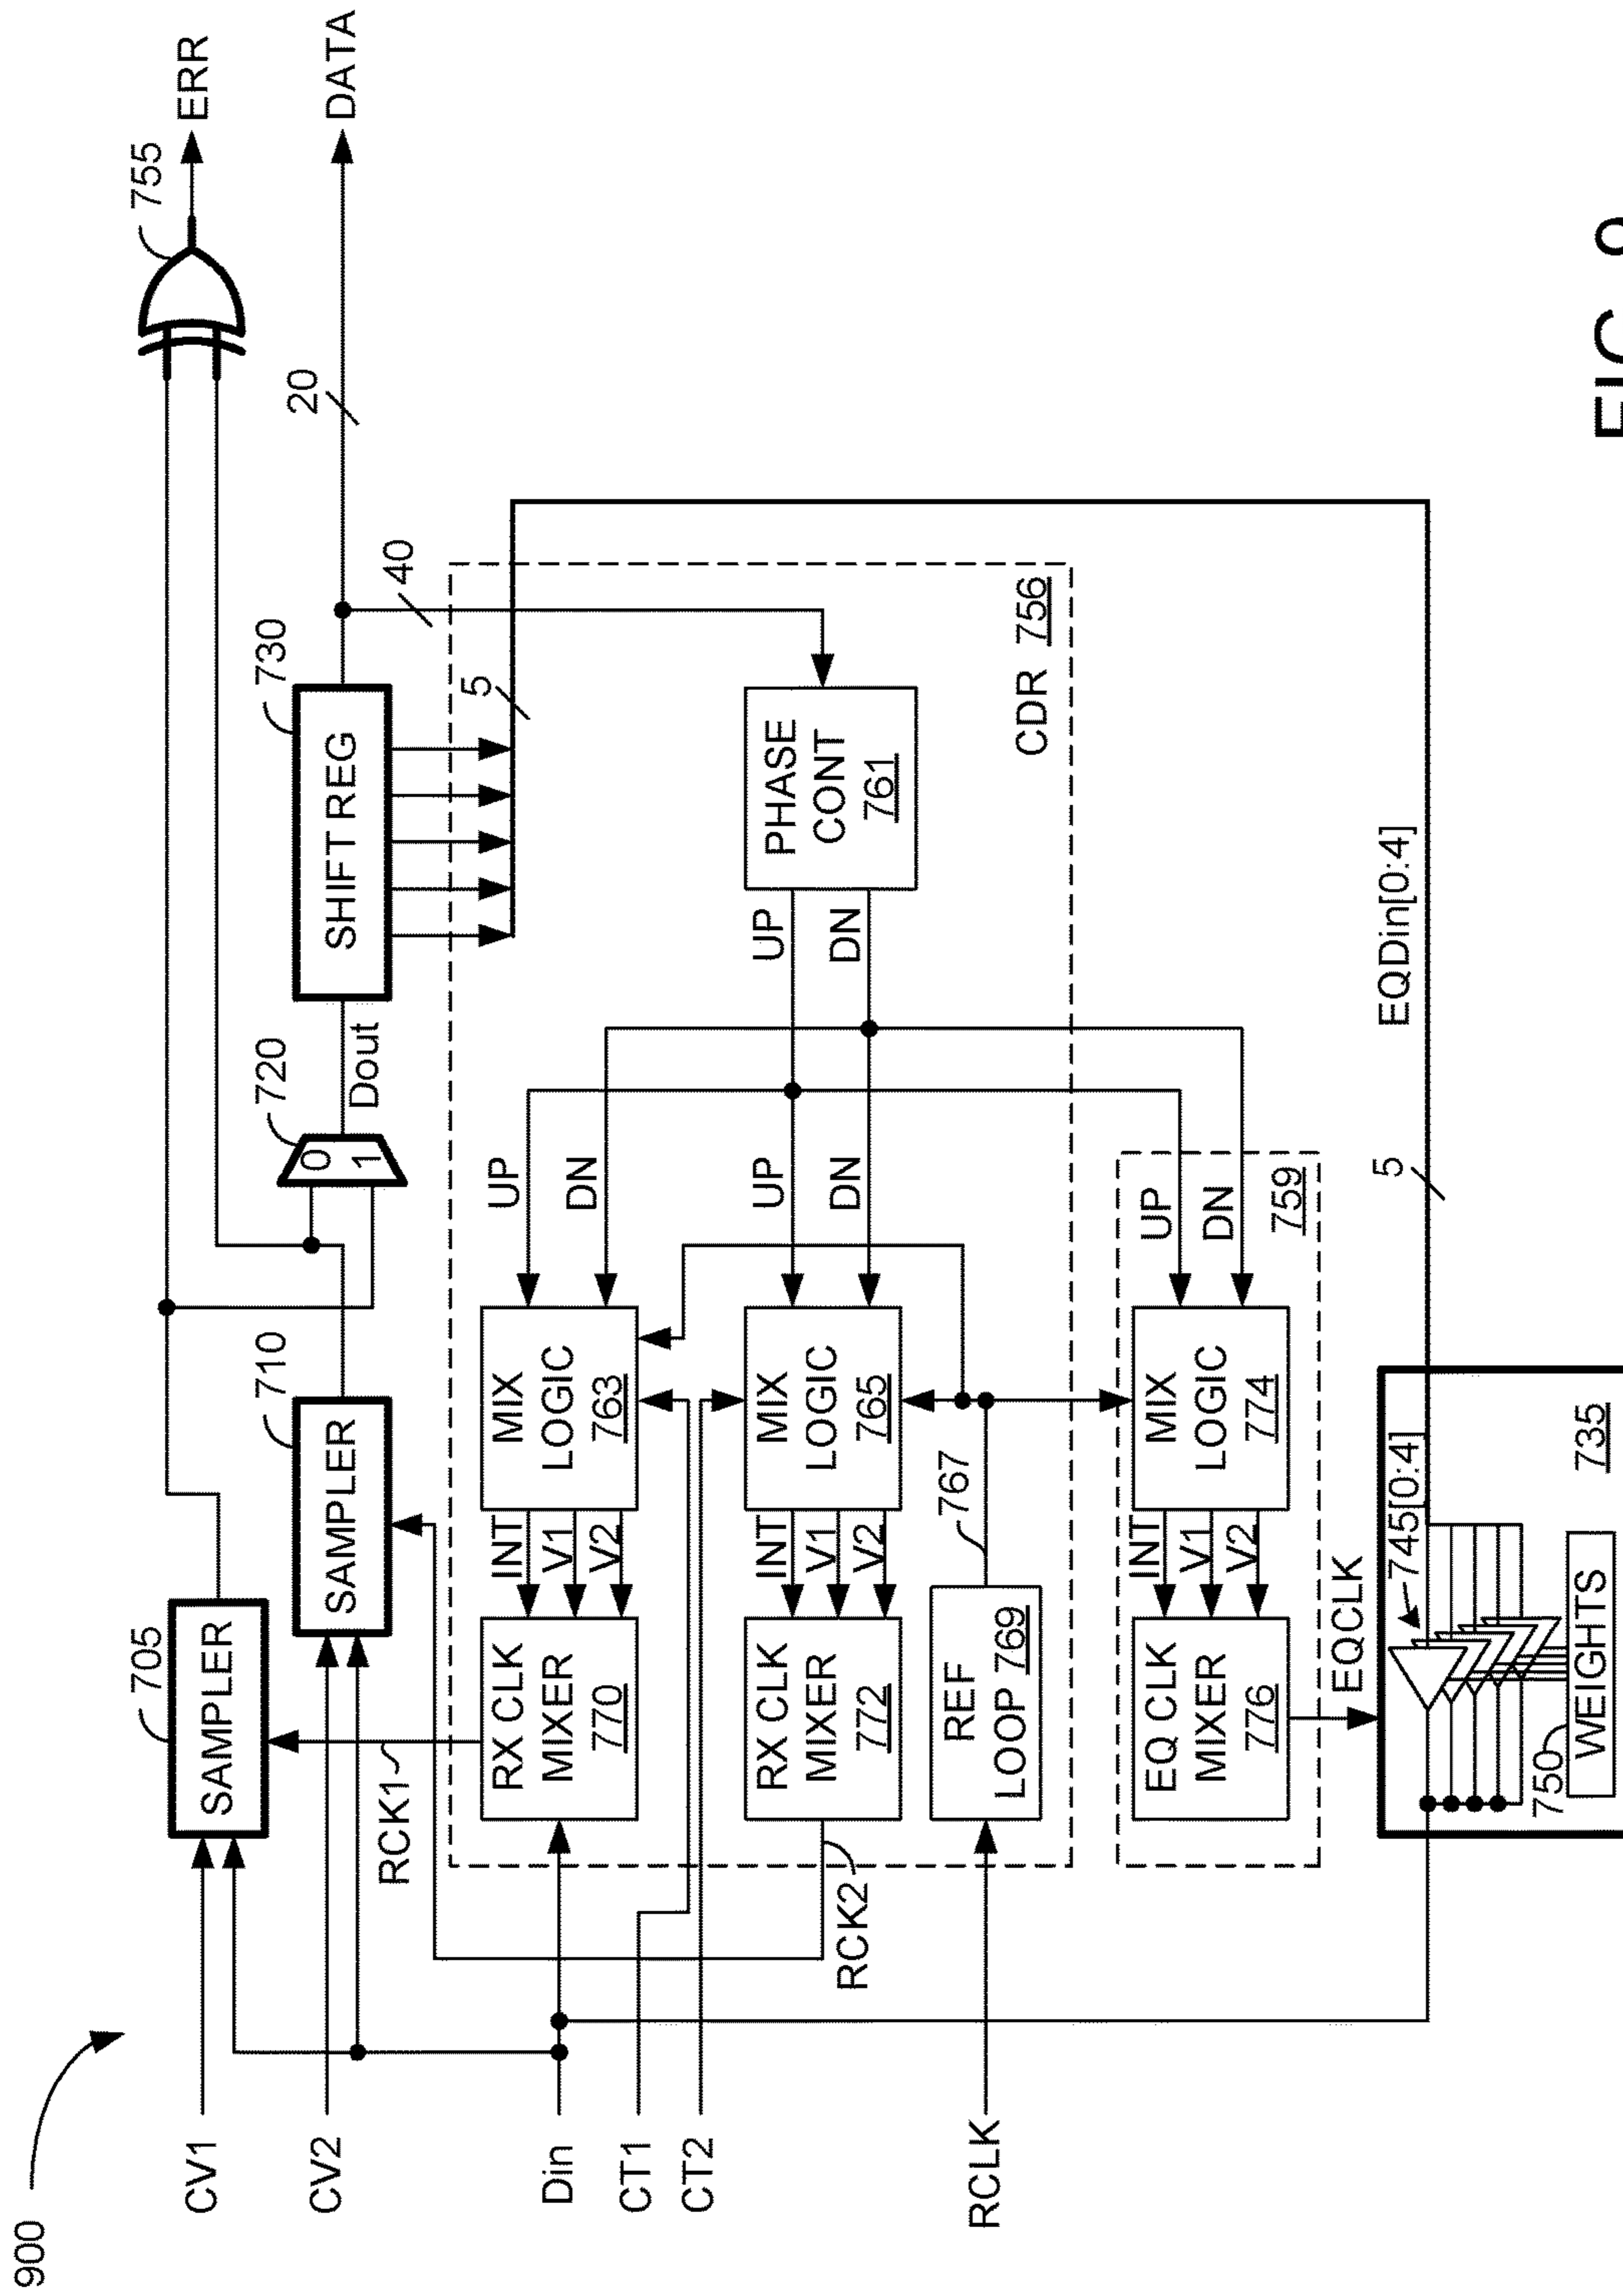 900
CV1
CV2
Din
CT1
CT2
RCLK
705
SAMPLER
710
SAMPLER
RCK1
RCK2
720
0
1
Dout
730
SHIFT REG
755
ERR
20
DATA
40
5
RX CLK
MIXER
770
INT
V1
V2
MIX
LOGIC
763
UP
DN
RX CLK
MIXER
772
INT
V1
V2
MIX
LOGIC
765
UP
DN
UP
DN
PHASE
CONT
761
REF
LOOP 769
767
CDR 756
EQ CLK
MIXER
776
INT
V1
V2
MIX
LOGIC
774
UP
DN
759
EQCLK
5
EQDin[0:4]
745[0:4]
750
WEIGHTS
735